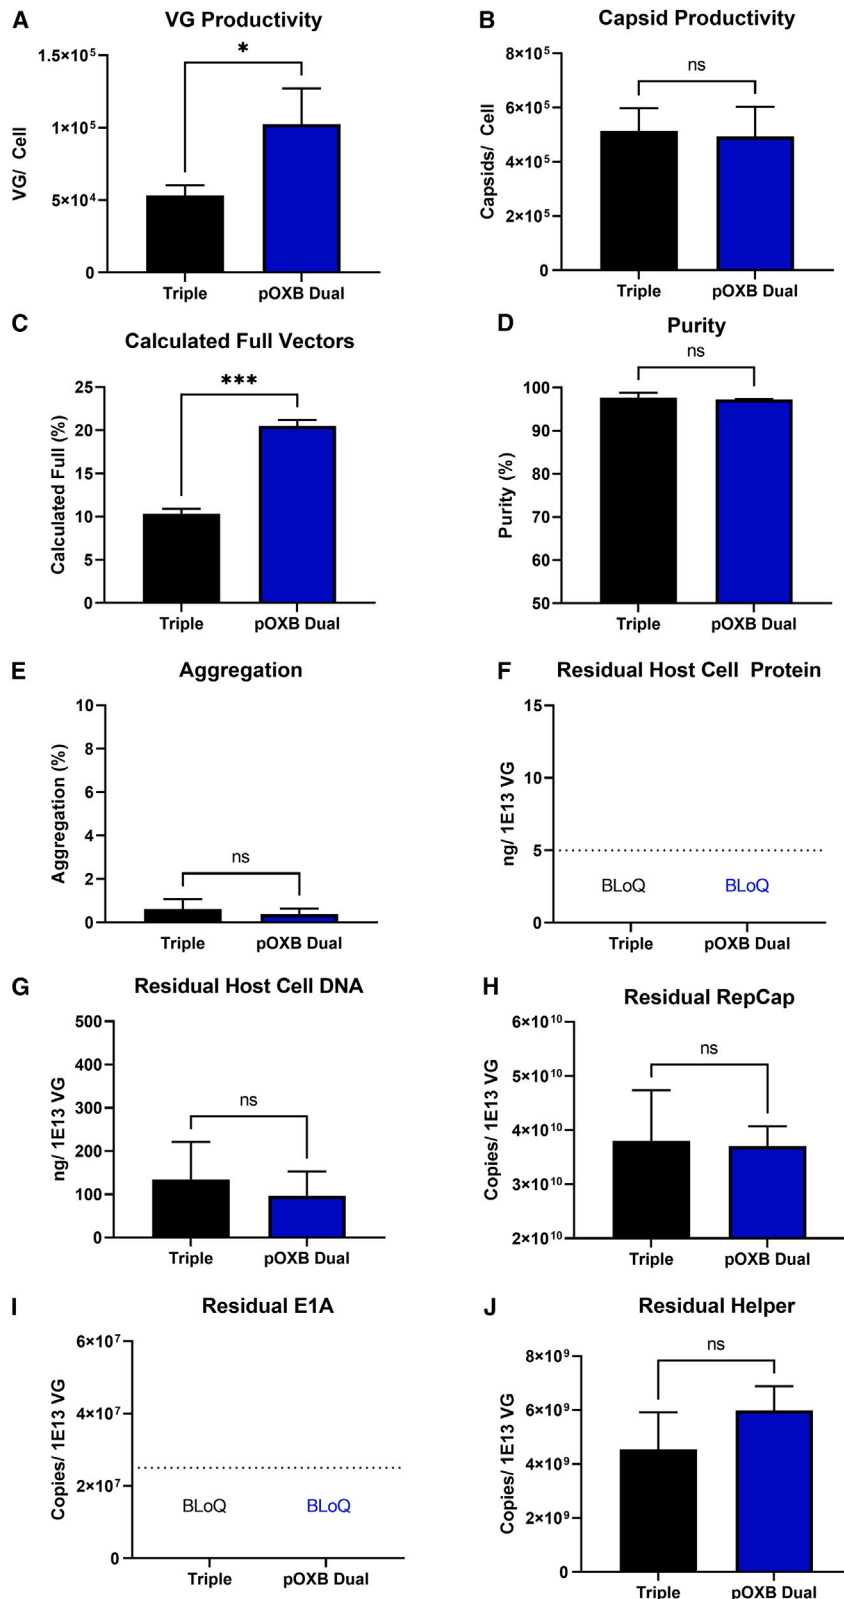 A
VG Productivity
VG/ Cell
1.5×10⁵
1×10⁵
5×10⁴
0
*
Triple
pOXB Dual
B
Capsid Productivity
Capsids/ Cell
8×10⁵
6×10⁵
4×10⁵
2×10⁵
0
ns
Triple
pOXB Dual
C
Calculated Full Vectors
Calculated Full (%)
25
20
15
10
5
0
***
Triple
pOXB Dual
D
Purity
Purity (%)
100
90
80
70
60
50
ns
Triple
pOXB Dual
E
Aggregation
Aggregation (%)
10
8
6
4
2
0
ns
Triple
pOXB Dual
F
Residual Host Cell Protein
ng/ 1E13 VG
15
10
5
0
BLoQ
BLoQ
Triple
pOXB Dual
G
Residual Host Cell DNA
ng/ 1E13 VG
500
400
300
200
100
0
ns
Triple
pOXB Dual
H
Residual RepCap
Copies/ 1E13 VG
6×10¹⁰
5×10¹⁰
4×10¹⁰
3×10¹⁰
2×10¹⁰
ns
Triple
pOXB Dual
I
Residual E1A
Copies/ 1E13 VG
6×10⁷
4×10⁷
2×10⁷
0
BLoQ
BLoQ
Triple
pOXB Dual
J
Residual Helper
Copies/ 1E13 VG
8×10⁹
6×10⁹
4×10⁹
2×10⁹
0
ns
Triple
pOXB Dual